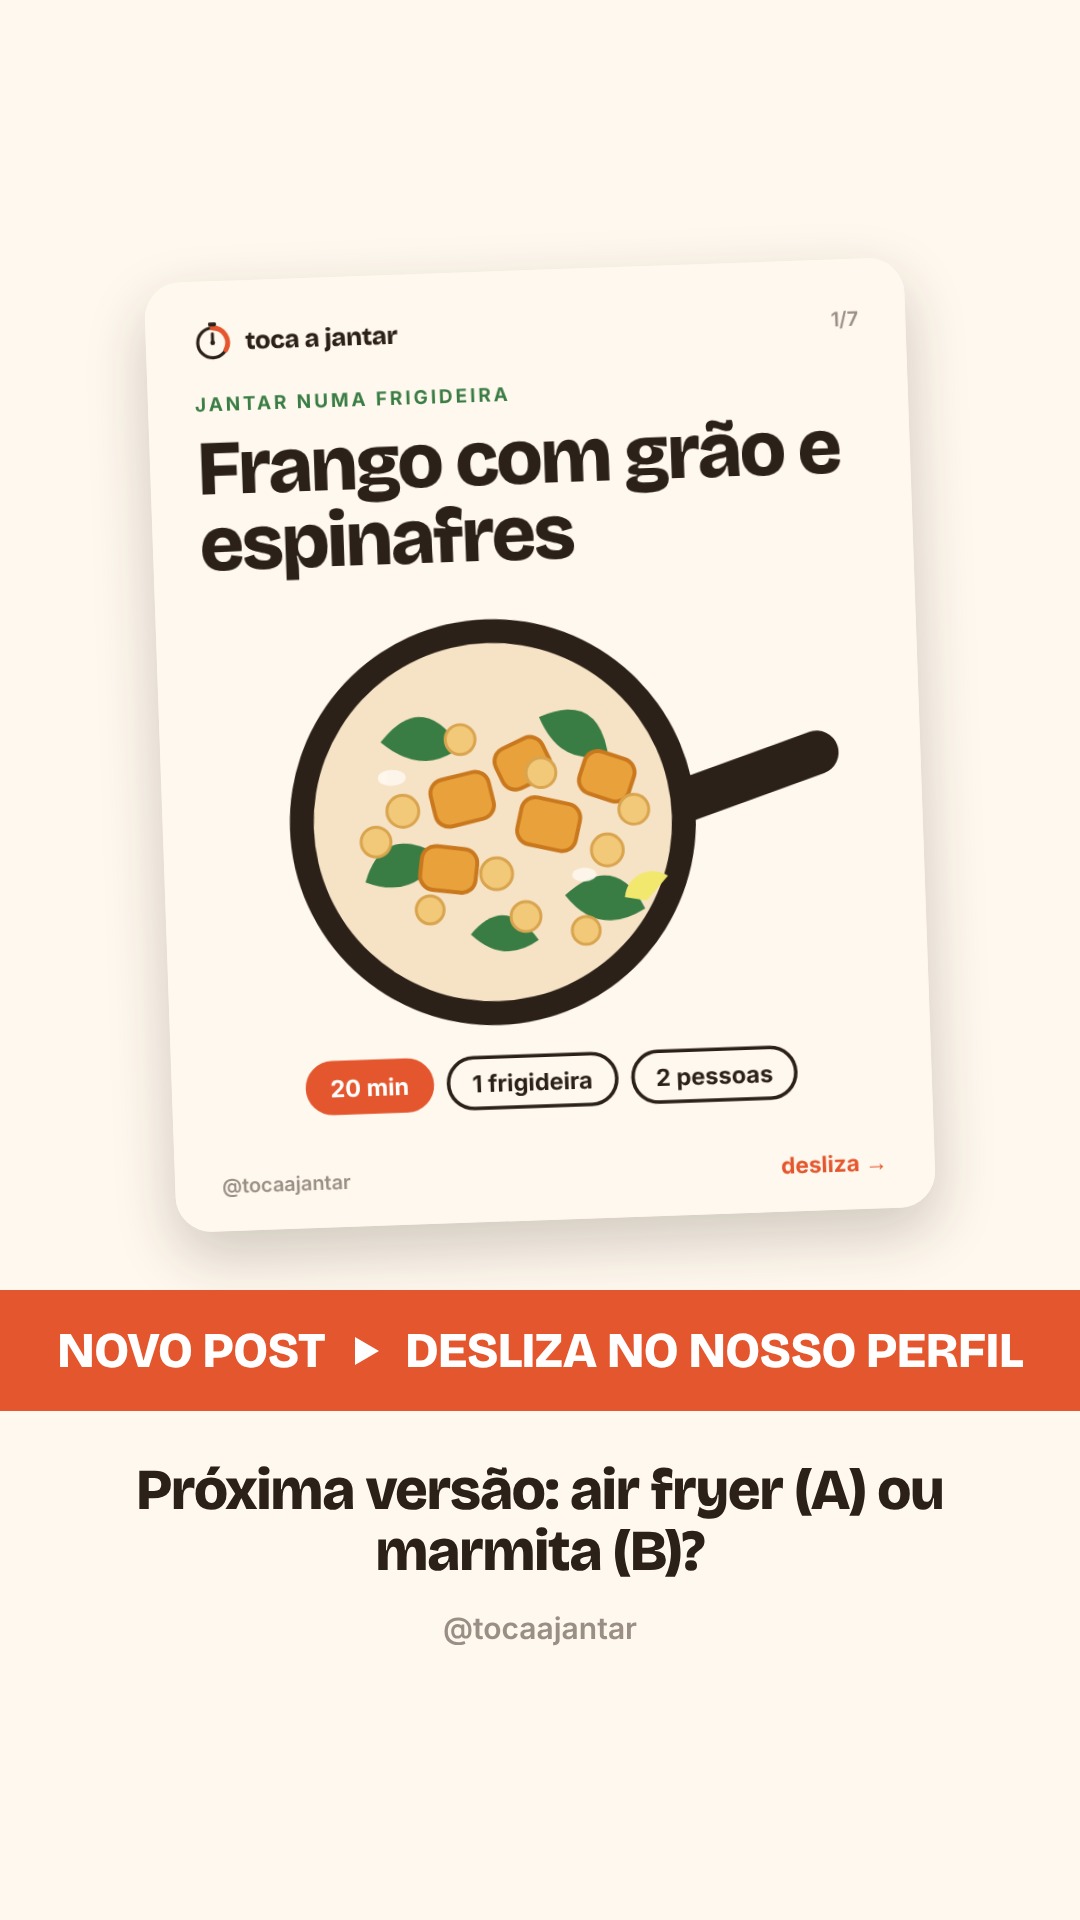 toca a jantar
1/7
JANTAR NUMA FRIGIDEIRA
Frango com grão e
espinafres
20 min
1 frigideira
2 pessoas
@tocaajantar
desliza →
NOVO POST ▶ DESLIZA NO NOSSO PERFIL
Próxima versão: air fryer (A) ou
marmita (B)?
@tocaajantar